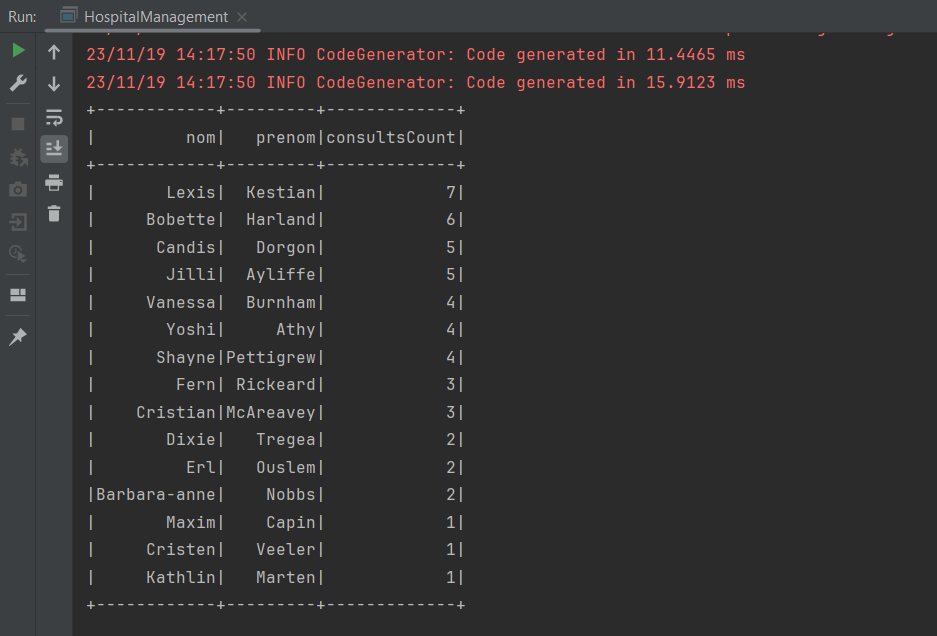 Run: HospitalManagement
23/11/19 14:17:50 INFO CodeGenerator: Code generated in 11.4465 ms
23/11/19 14:17:50 INFO CodeGenerator: Code generated in 15.9123 ms
+------------+---------+-------------+
|         nom|   prenom|consultsCount|
+------------+---------+-------------+
|       Lexis|  Kestian|            7|
|     Bobette|  Harland|            6|
|      Candis|   Dorgon|            5|
|       Jilli|  Ayliffe|            5|
|     Vanessa|  Burnham|            4|
|       Yoshi|     Athy|            4|
|      Shayne|Pettigrew|            4|
|        Fern| Rickeard|            3|
|    Cristian|McAreavey|            3|
|       Dixie|   Tregea|            2|
|         Erl|   Ouslem|            2|
|Barbara-anne|    Nobbs|            2|
|       Maxim|    Capin|            1|
|     Cristen|   Veeler|            1|
|     Kathlin|   Marten|            1|
+------------+---------+-------------+